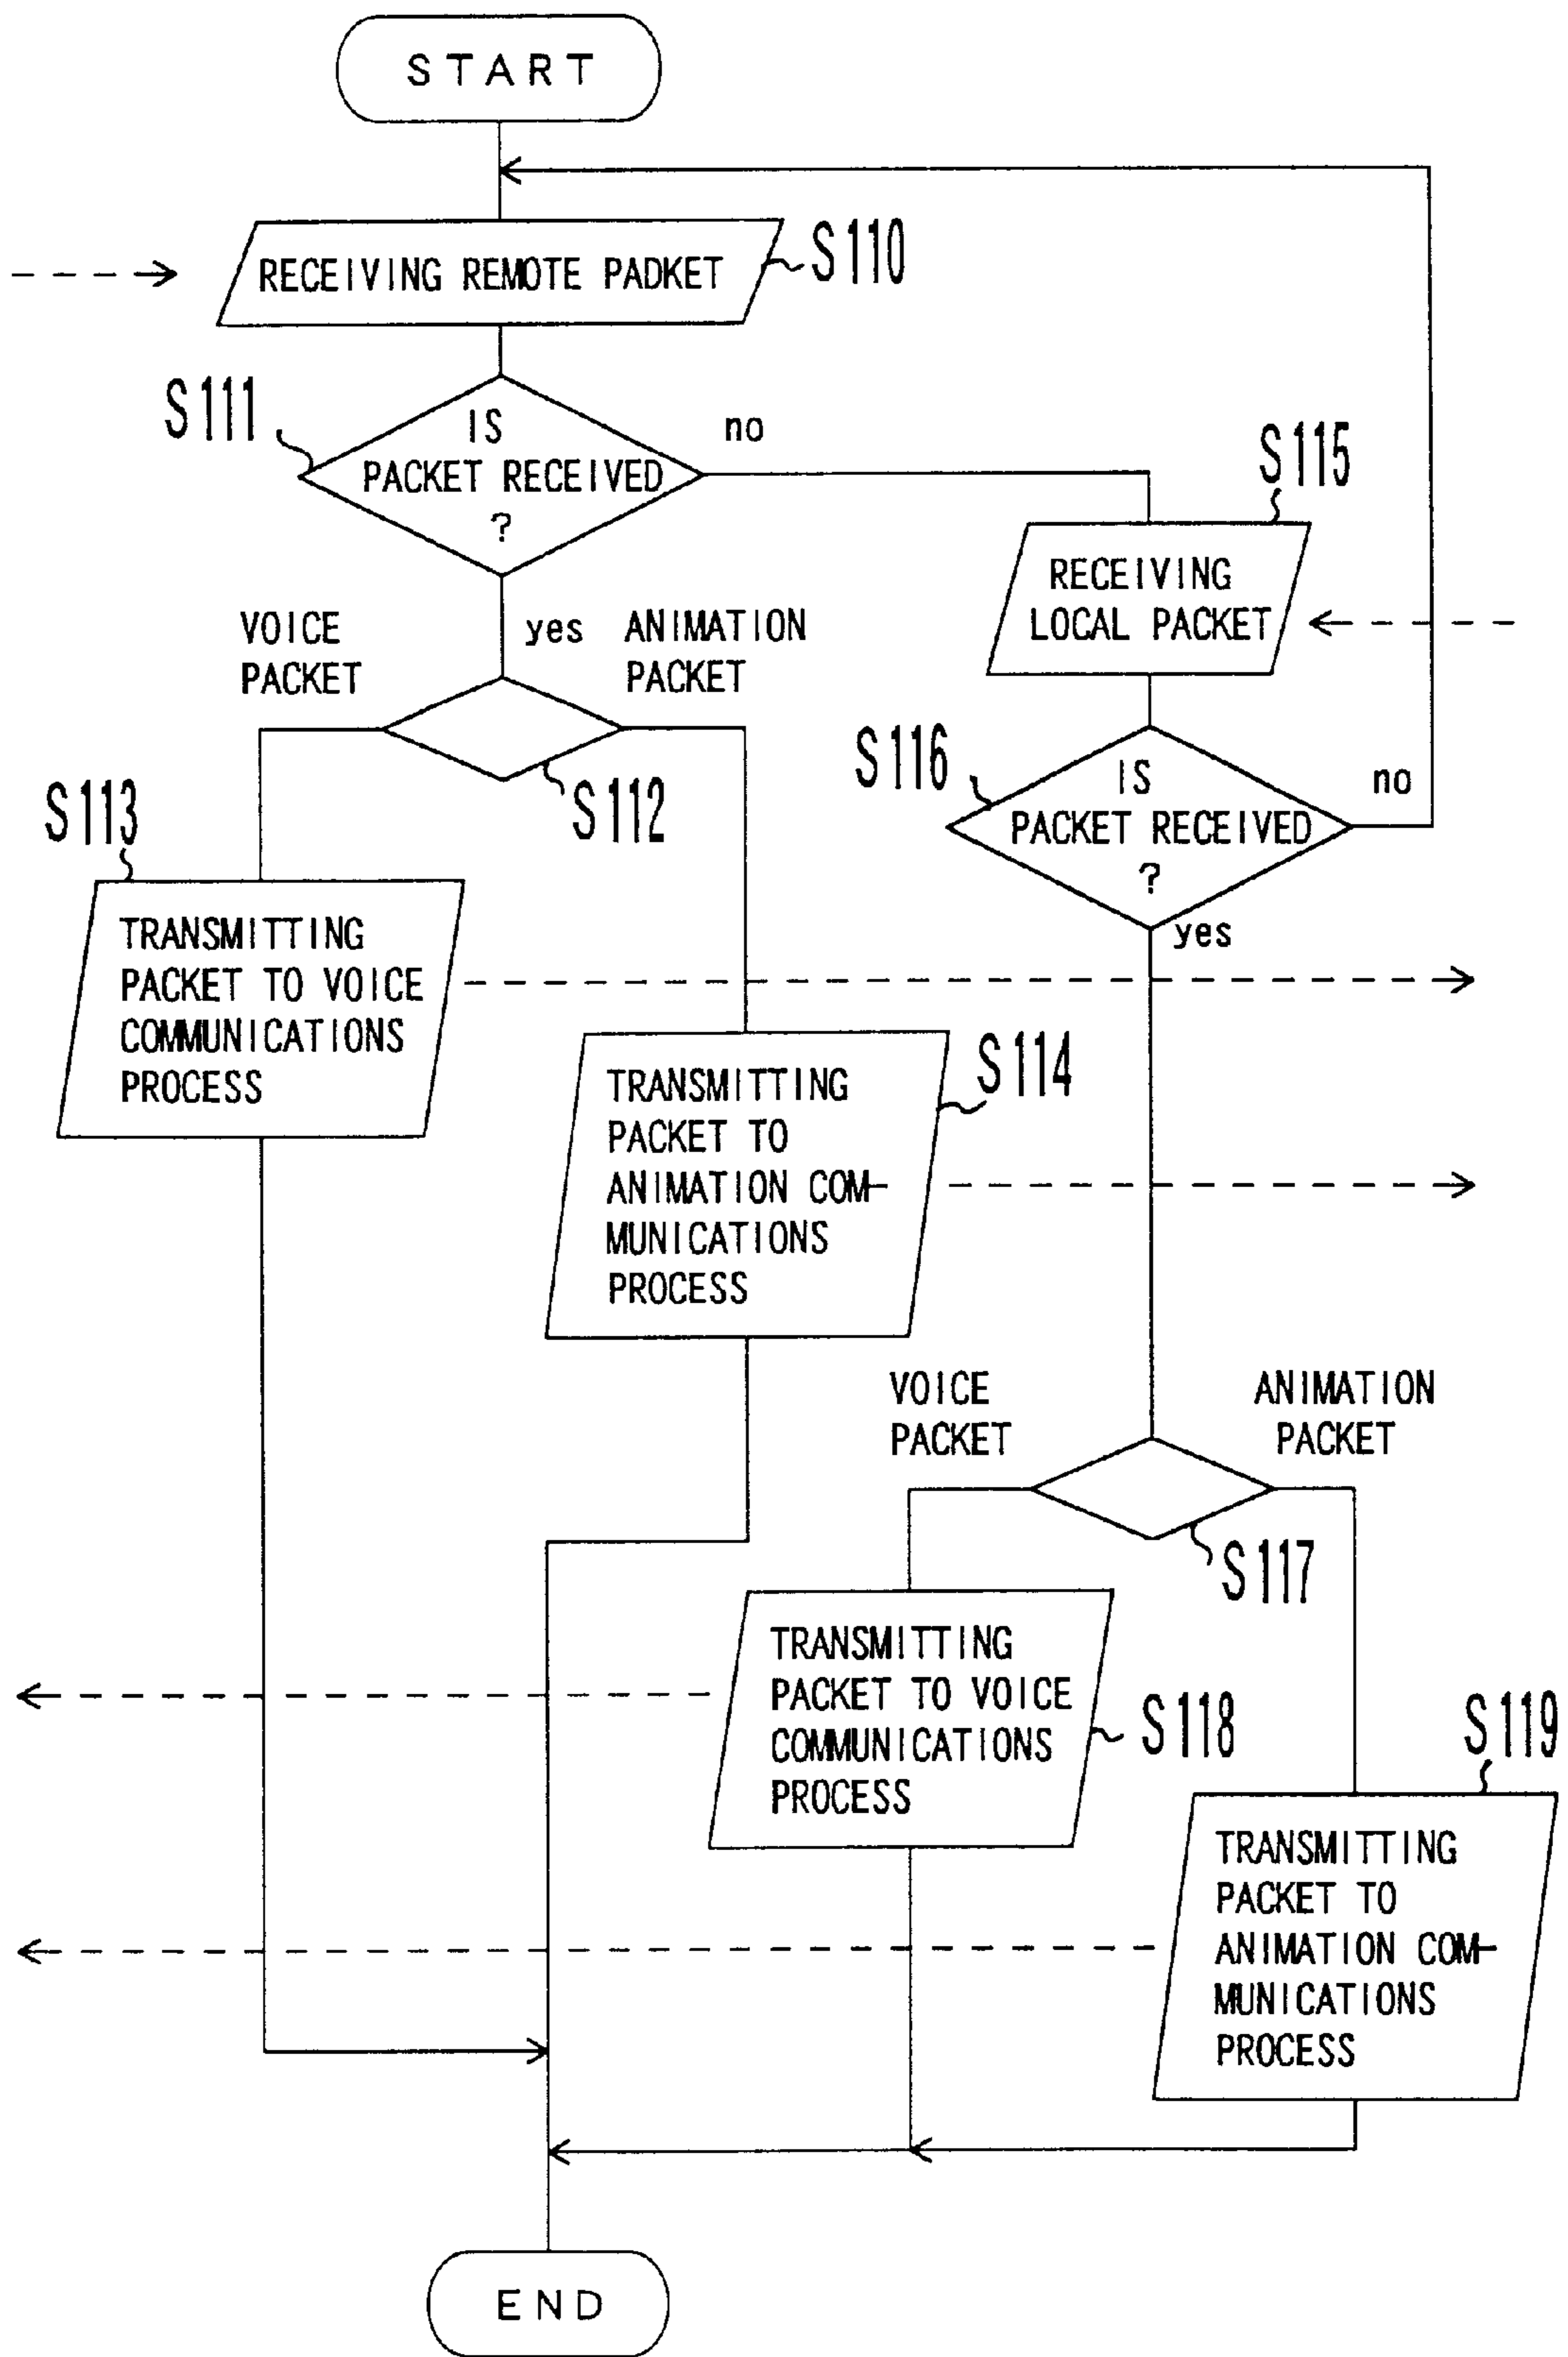 START
RECEIVING REMOTE PADKET
S110
S111
IS
PACKET RECEIVED
?
no
yes
S115
RECEIVING
LOCAL PACKET
VOICE
PACKET
ANIMATION
PACKET
S112
S116
IS
PACKET RECEIVED
?
no
yes
S113
TRANSMITTING
PACKET TO VOICE
COMMUNICATIONS
PROCESS
S114
TRANSMITTING
PACKET TO
ANIMATION COM-
MUNICATIONS
PROCESS
VOICE
PACKET
ANIMATION
PACKET
S117
TRANSMITTING
PACKET TO VOICE
COMMUNICATIONS
PROCESS
S118
S119
TRANSMITTING
PACKET TO
ANIMATION COM-
MUNICATIONS
PROCESS
END